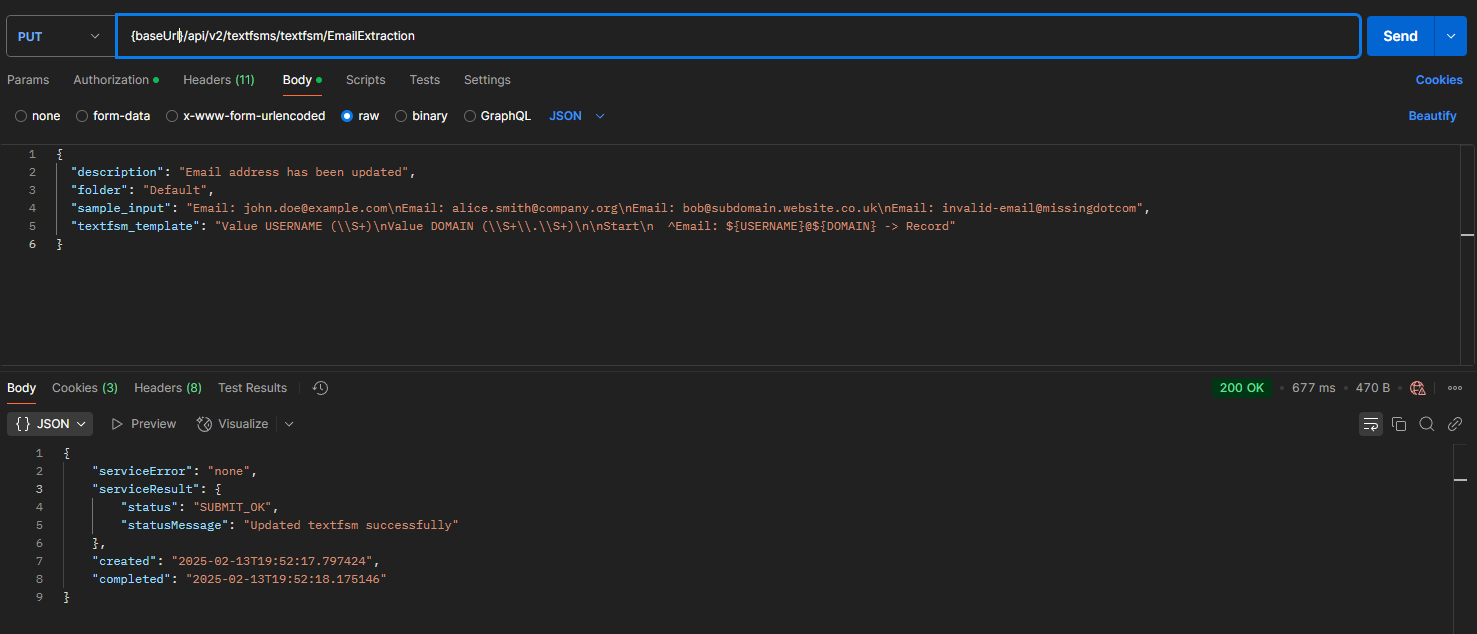 PUT {baseUrl}/api/v2/textfsms/textfsm/EmailExtraction Send
Params Authorization Headers (11) Body Scripts Tests Settings Cookies
none form-data x-www-form-urlencoded raw binary GraphQL JSON Beautify
1 {
2 "description": "Email address has been updated",
3 "folder": "Default",
4 "sample_input": "Email: john.doe@example.com\nEmail: alice.smith@company.org\nEmail: bob@subdomain.website.co.uk\nEmail: invalid-email@missingdotcom",
5 "textfsm_template": "Value USERNAME (\\S+)\nValue DOMAIN (\\S+\\.\\S+)\n\nStart\n  ^Email: ${USERNAME}@${DOMAIN} -> Record"
6 }
Body Cookies (3) Headers (8) Test Results 200 OK • 677 ms • 470 B
{} JSON Preview Visualize
1 {
2 "serviceError": "none",
3 "serviceResult": {
4 "status": "SUBMIT_OK",
5 "statusMessage": "Updated textfsm successfully"
6 },
7 "created": "2025-02-13T19:52:17.797424",
8 "completed": "2025-02-13T19:52:18.175146"
9 }